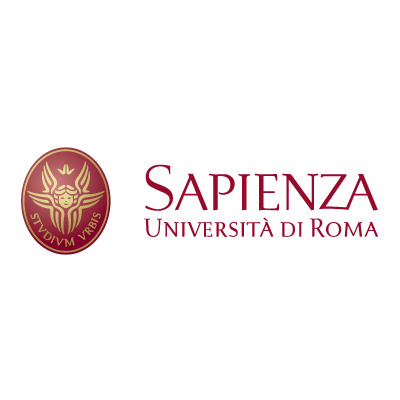 STVDIVM VRBIS
SAPIENZA
UNIVERSITÀ DI ROMA